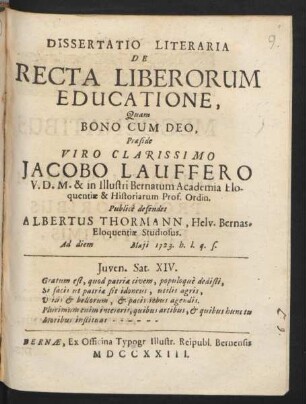 9.
DISSERTATIO LITERARIA
DE
RECTA LIBERORUM
EDUCATIONE,
Quam
BONO CUM DEO,
Præside
VIRO CLARISSIMO
JACOBO LAUFFERO
V. D. M. & in Illustri Bernatum Academia Elo-
quentiæ & Historiarum Prof. Ordin.
Publicè defendet
ALBERTUS THORMANN, Helv. Bernas-
Eloquentiæ Studiosus.
Ad diem Maji 1723. h. l. q. s.
Juven. Sat. XIV.
Gratum est, quod patriæ civem, populoque dedisti,
Si facis ut patriæ sit idoneus, utilis agris,
Utilis & bellorum, & pacis rebus agendis.
Plurimum enim intererit, quibus artibus, & quibus hunc tu
Moribus instituas
BERNÆ, Ex Officina Typogr. Illustr. Reipubl. Bernensis
MDCCXXIII.